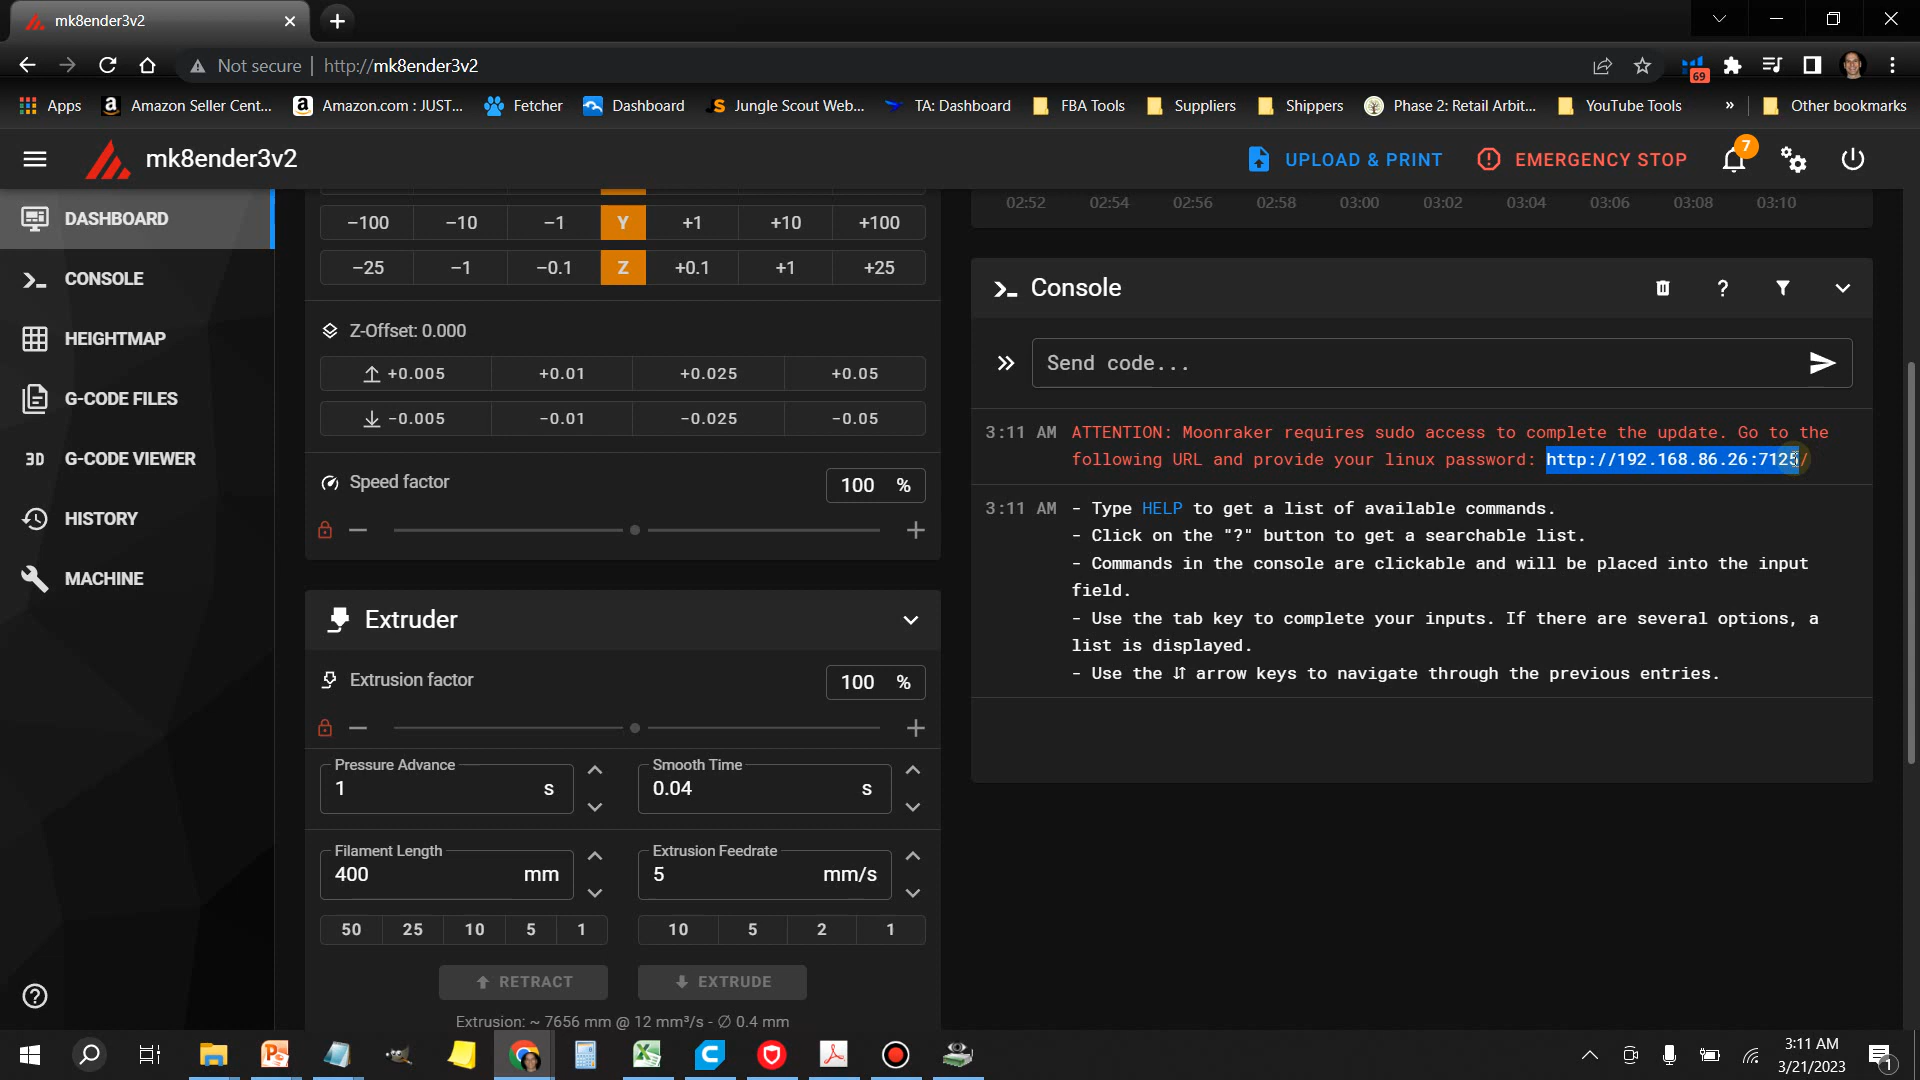 mk8ender3v2
Not secure
http://mk8ender3v2
69
Apps
Amazon Seller Cent...
Amazon.com : JUST...
Fetcher
Dashboard
Jungle Scout Web...
TA: Dashboard
FBA Tools
Suppliers
Shippers
Phase 2: Retail Arbit...
YouTube Tools
»
Other bookmarks
mk8ender3v2
UPLOAD & PRINT
EMERGENCY STOP
7
DASHBOARD
CONSOLE
HEIGHTMAP
G-CODE FILES
3D G-CODE VIEWER
HISTORY
MACHINE
−100 −10 −1 Y +1 +10 +100
−25 −1 −0.1 Z +0.1 +1 +25
Z-Offset: 0.000
+0.005 +0.01 +0.025 +0.05
−0.005 −0.01 −0.025 −0.05
Speed factor
100 %
Extruder
Extrusion factor
100 %
Pressure Advance
1 s
Smooth Time
0.04 s
Filament Length
400 mm
Extrusion Feedrate
5 mm/s
50 25 10 5 1
10 5 2 1
RETRACT
EXTRUDE
Extrusion: ~ 7656 mm @ 12 mm³/s - ∅ 0.4 mm
02:52 02:54 02:56 02:58 03:00 03:02 03:04 03:06 03:08 03:10
Console
Send code...
3:11 AM ATTENTION: Moonraker requires sudo access to complete the update. Go to the
following URL and provide your linux password: http://192.168.86.26:7125/
3:11 AM - Type HELP to get a list of available commands.
- Click on the "?" button to get a searchable list.
- Commands in the console are clickable and will be placed into the input
field.
- Use the tab key to complete your inputs. If there are several options, a
list is displayed.
- Use the ⇵ arrow keys to navigate through the previous entries.
3:11 AM
3/21/2023
1